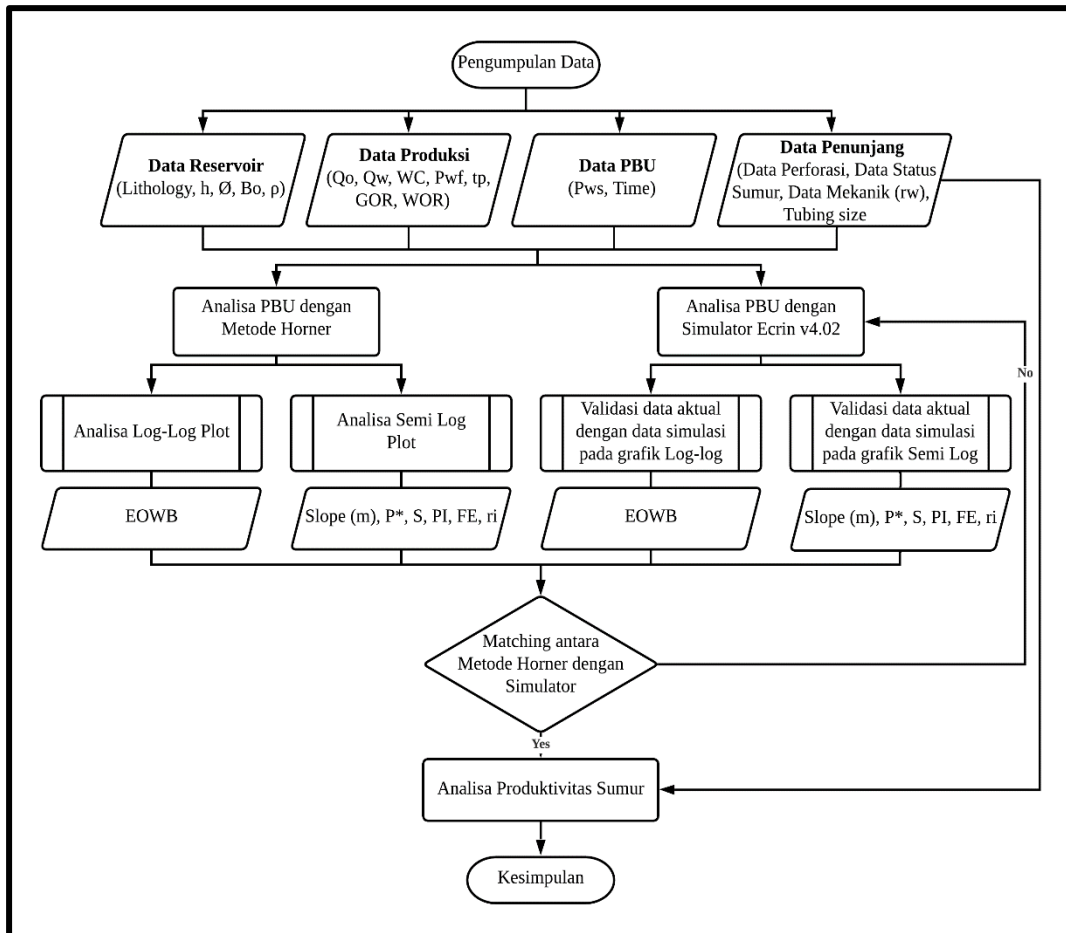 Pengumpulan Data
Data Reservoir
(Lithology, h, Ø, Bo, ρ)
Data Produksi
(Qo, Qw, WC, Pwf, tp,
GOR, WOR)
Data PBU
(Pws, Time)
Data Penunjang
(Data Perforasi, Data Status
Sumur, Data Mekanik (rw),
Tubing size
Analisa PBU dengan
Metode Horner
Analisa PBU dengan
Simulator Ecrin v4.02
No
Analisa Log-Log Plot
Analisa Semi Log
Plot
Validasi data aktual
dengan data simulasi
pada grafik Log-log
Validasi data aktual
dengan data simulasi
pada grafik Semi Log
EOWB
Slope (m), P*, S, PI, FE, ri
EOWB
Slope (m), P*, S, PI, FE, ri
Matching antara
Metode Horner dengan
Simulator
Yes
Analisa Produktivitas Sumur
Kesimpulan